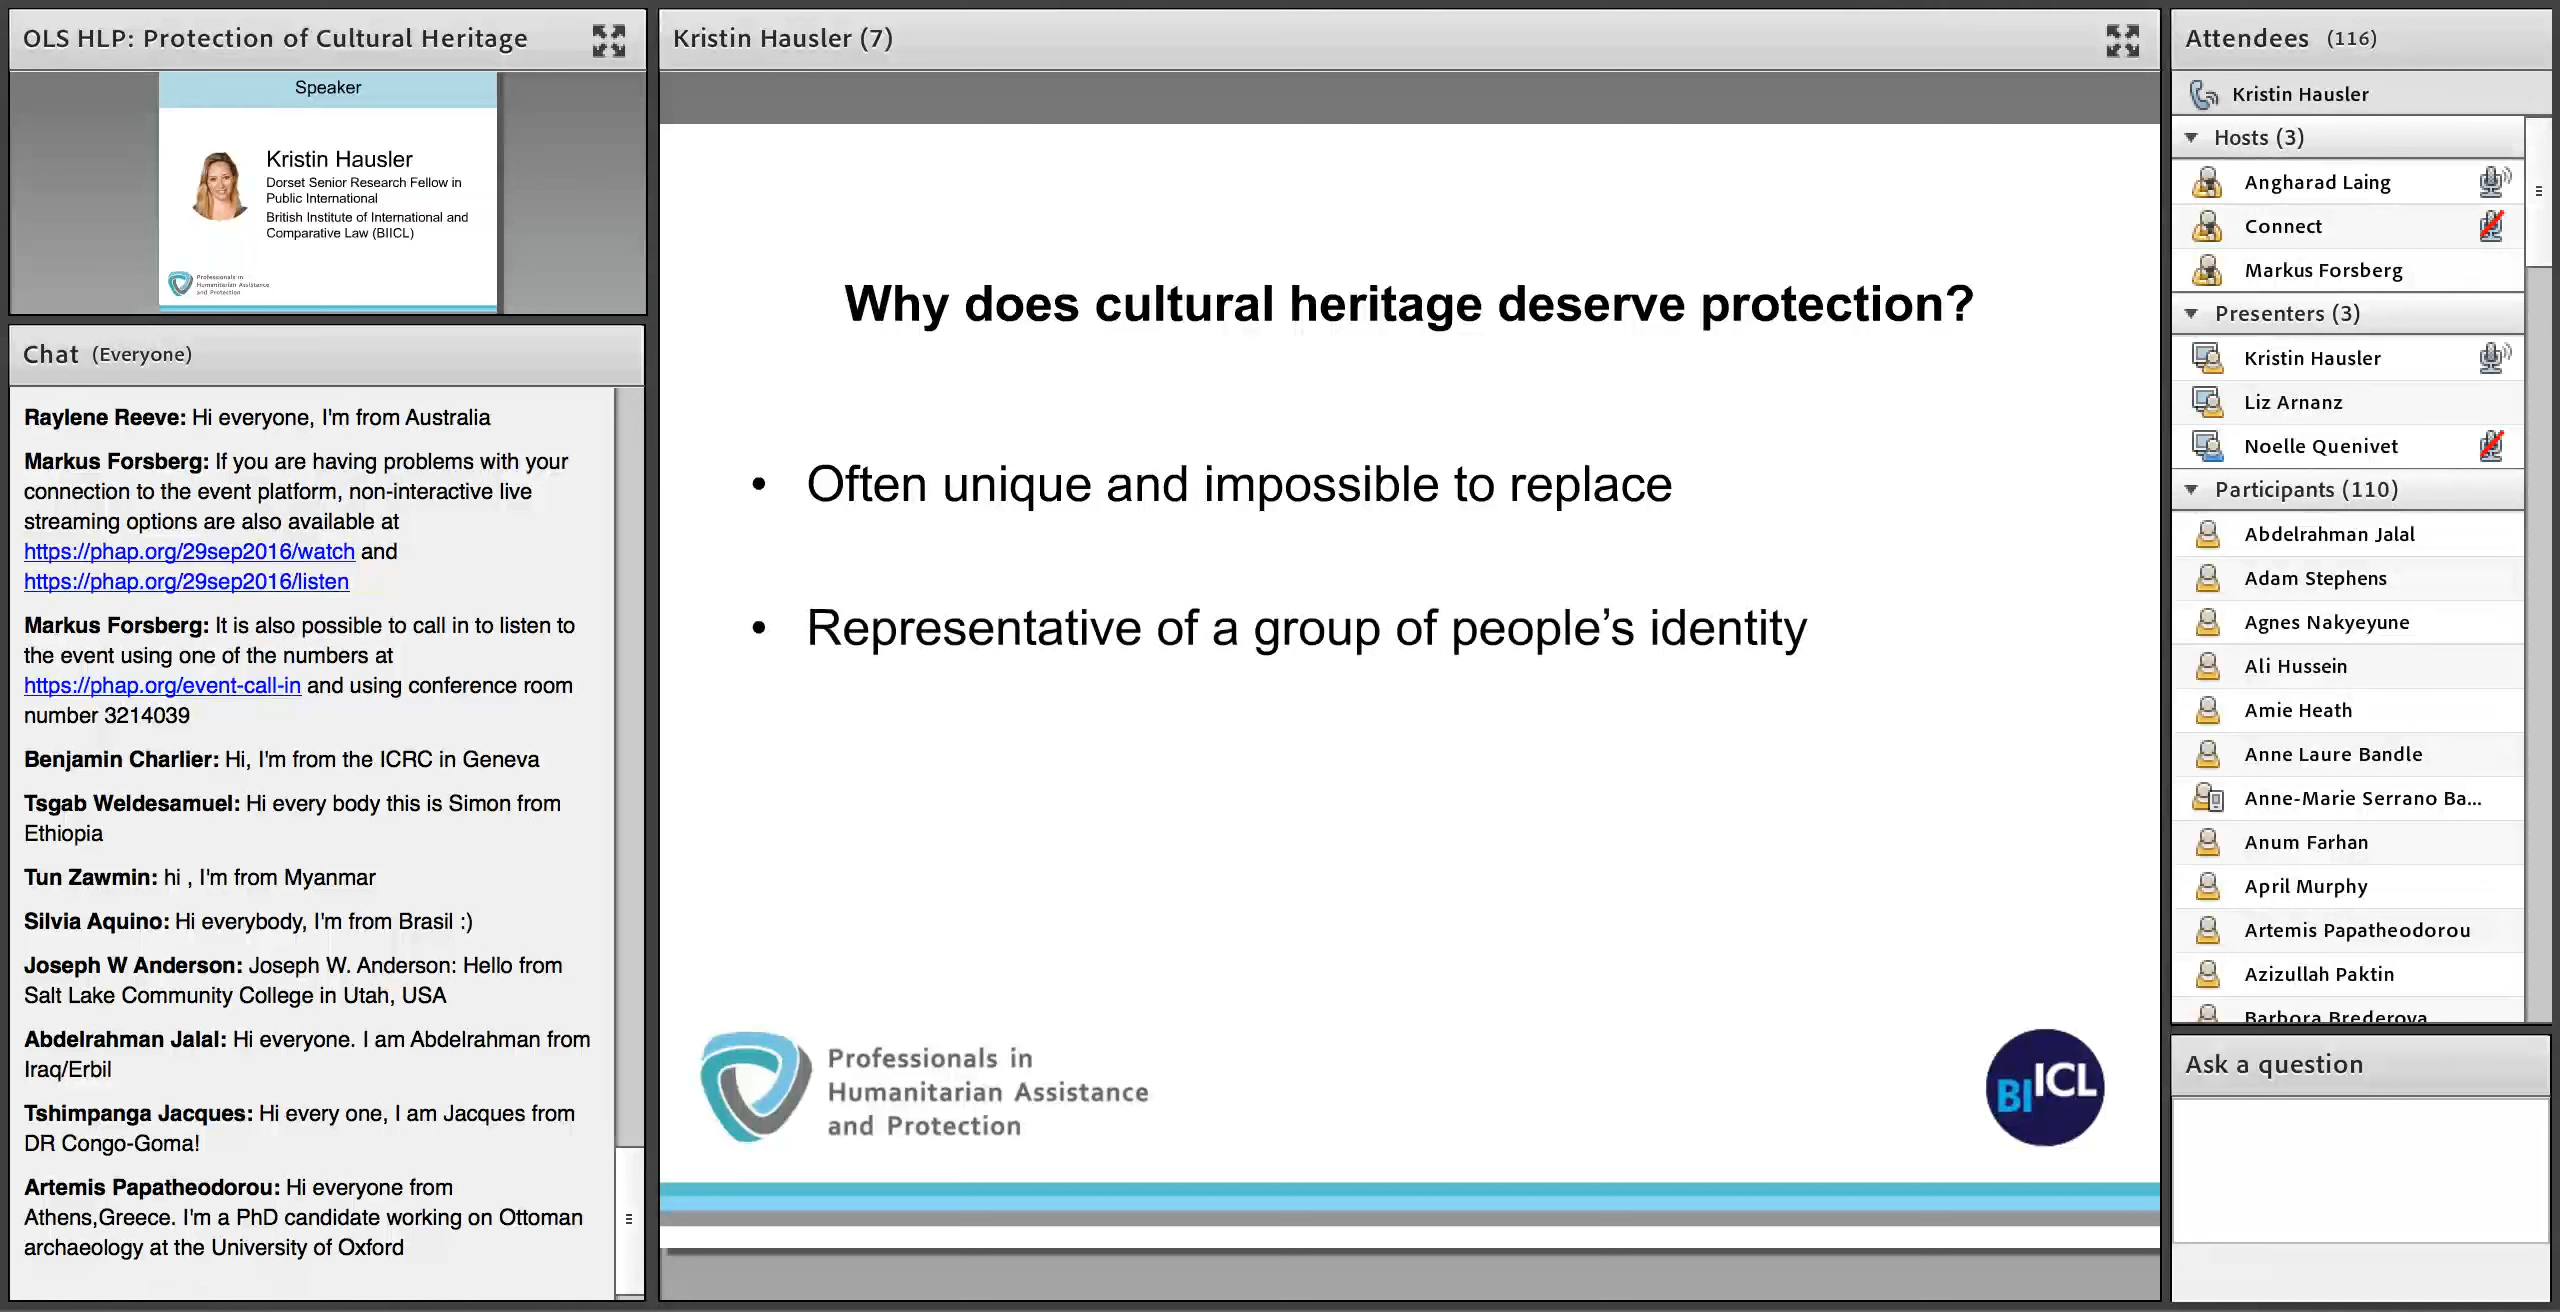 OLS HLP: Protection of Cultural Heritage
Speaker
Kristin Hausler
Dorset Senior Research Fellow in
Public International
British Institute of International and
Comparative Law (BIICL)
Professionals in
Humanitarian Assistance
and Protection
Chat (Everyone)
Raylene Reeve: Hi everyone, I'm from Australia
Markus Forsberg: If you are having problems with your
connection to the event platform, non-interactive live
streaming options are also available at
https://phap.org/29sep2016/watch and
https://phap.org/29sep2016/listen
Markus Forsberg: It is also possible to call in to listen to
the event using one of the numbers at
https://phap.org/event-call-in and using conference room
number 3214039
Benjamin Charlier: Hi, I'm from the ICRC in Geneva
Tsgab Weldesamuel: Hi every body this is Simon from
Ethiopia
Tun Zawmin: hi , I'm from Myanmar
Silvia Aquino: Hi everybody, I'm from Brasil :)
Joseph W Anderson: Joseph W. Anderson: Hello from
Salt Lake Community College in Utah, USA
Abdelrahman Jalal: Hi everyone. I am Abdelrahman from
Iraq/Erbil
Tshimpanga Jacques: Hi every one, I am Jacques from
DR Congo-Goma!
Artemis Papatheodorou: Hi everyone from
Athens,Greece. I'm a PhD candidate working on Ottoman
archaeology at the University of Oxford
Kristin Hausler (7)
Why does cultural heritage deserve protection?
• Often unique and impossible to replace
• Representative of a group of people’s identity
Professionals in
Humanitarian Assistance
and Protection
BIICL
Attendees (116)
Kristin Hausler
Hosts (3)
Angharad Laing
Connect
Markus Forsberg
Presenters (3)
Kristin Hausler
Liz Arnanz
Noelle Quenivet
Participants (110)
Abdelrahman Jalal
Adam Stephens
Agnes Nakyeyune
Ali Hussein
Amie Heath
Anne Laure Bandle
Anne-Marie Serrano Ba...
Anum Farhan
April Murphy
Artemis Papatheodorou
Azizullah Paktin
Barbora Brederova
Ask a question